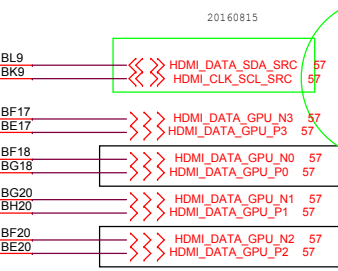 20160815
BL9 HDMI_DATA_SDA_SRC 57
BK9 HDMI_CLK_SCL_SRC 57
BF17 HDMI_DATA_GPU_N3 57
BE17 HDMI_DATA_GPU_P3 57
BF18 HDMI_DATA_GPU_N0 57
BG18 HDMI_DATA_GPU_P0 57
BG20 HDMI_DATA_GPU_N1 57
BH20 HDMI_DATA_GPU_P1 57
BF20 HDMI_DATA_GPU_N2 57
BE20 HDMI_DATA_GPU_P2 57